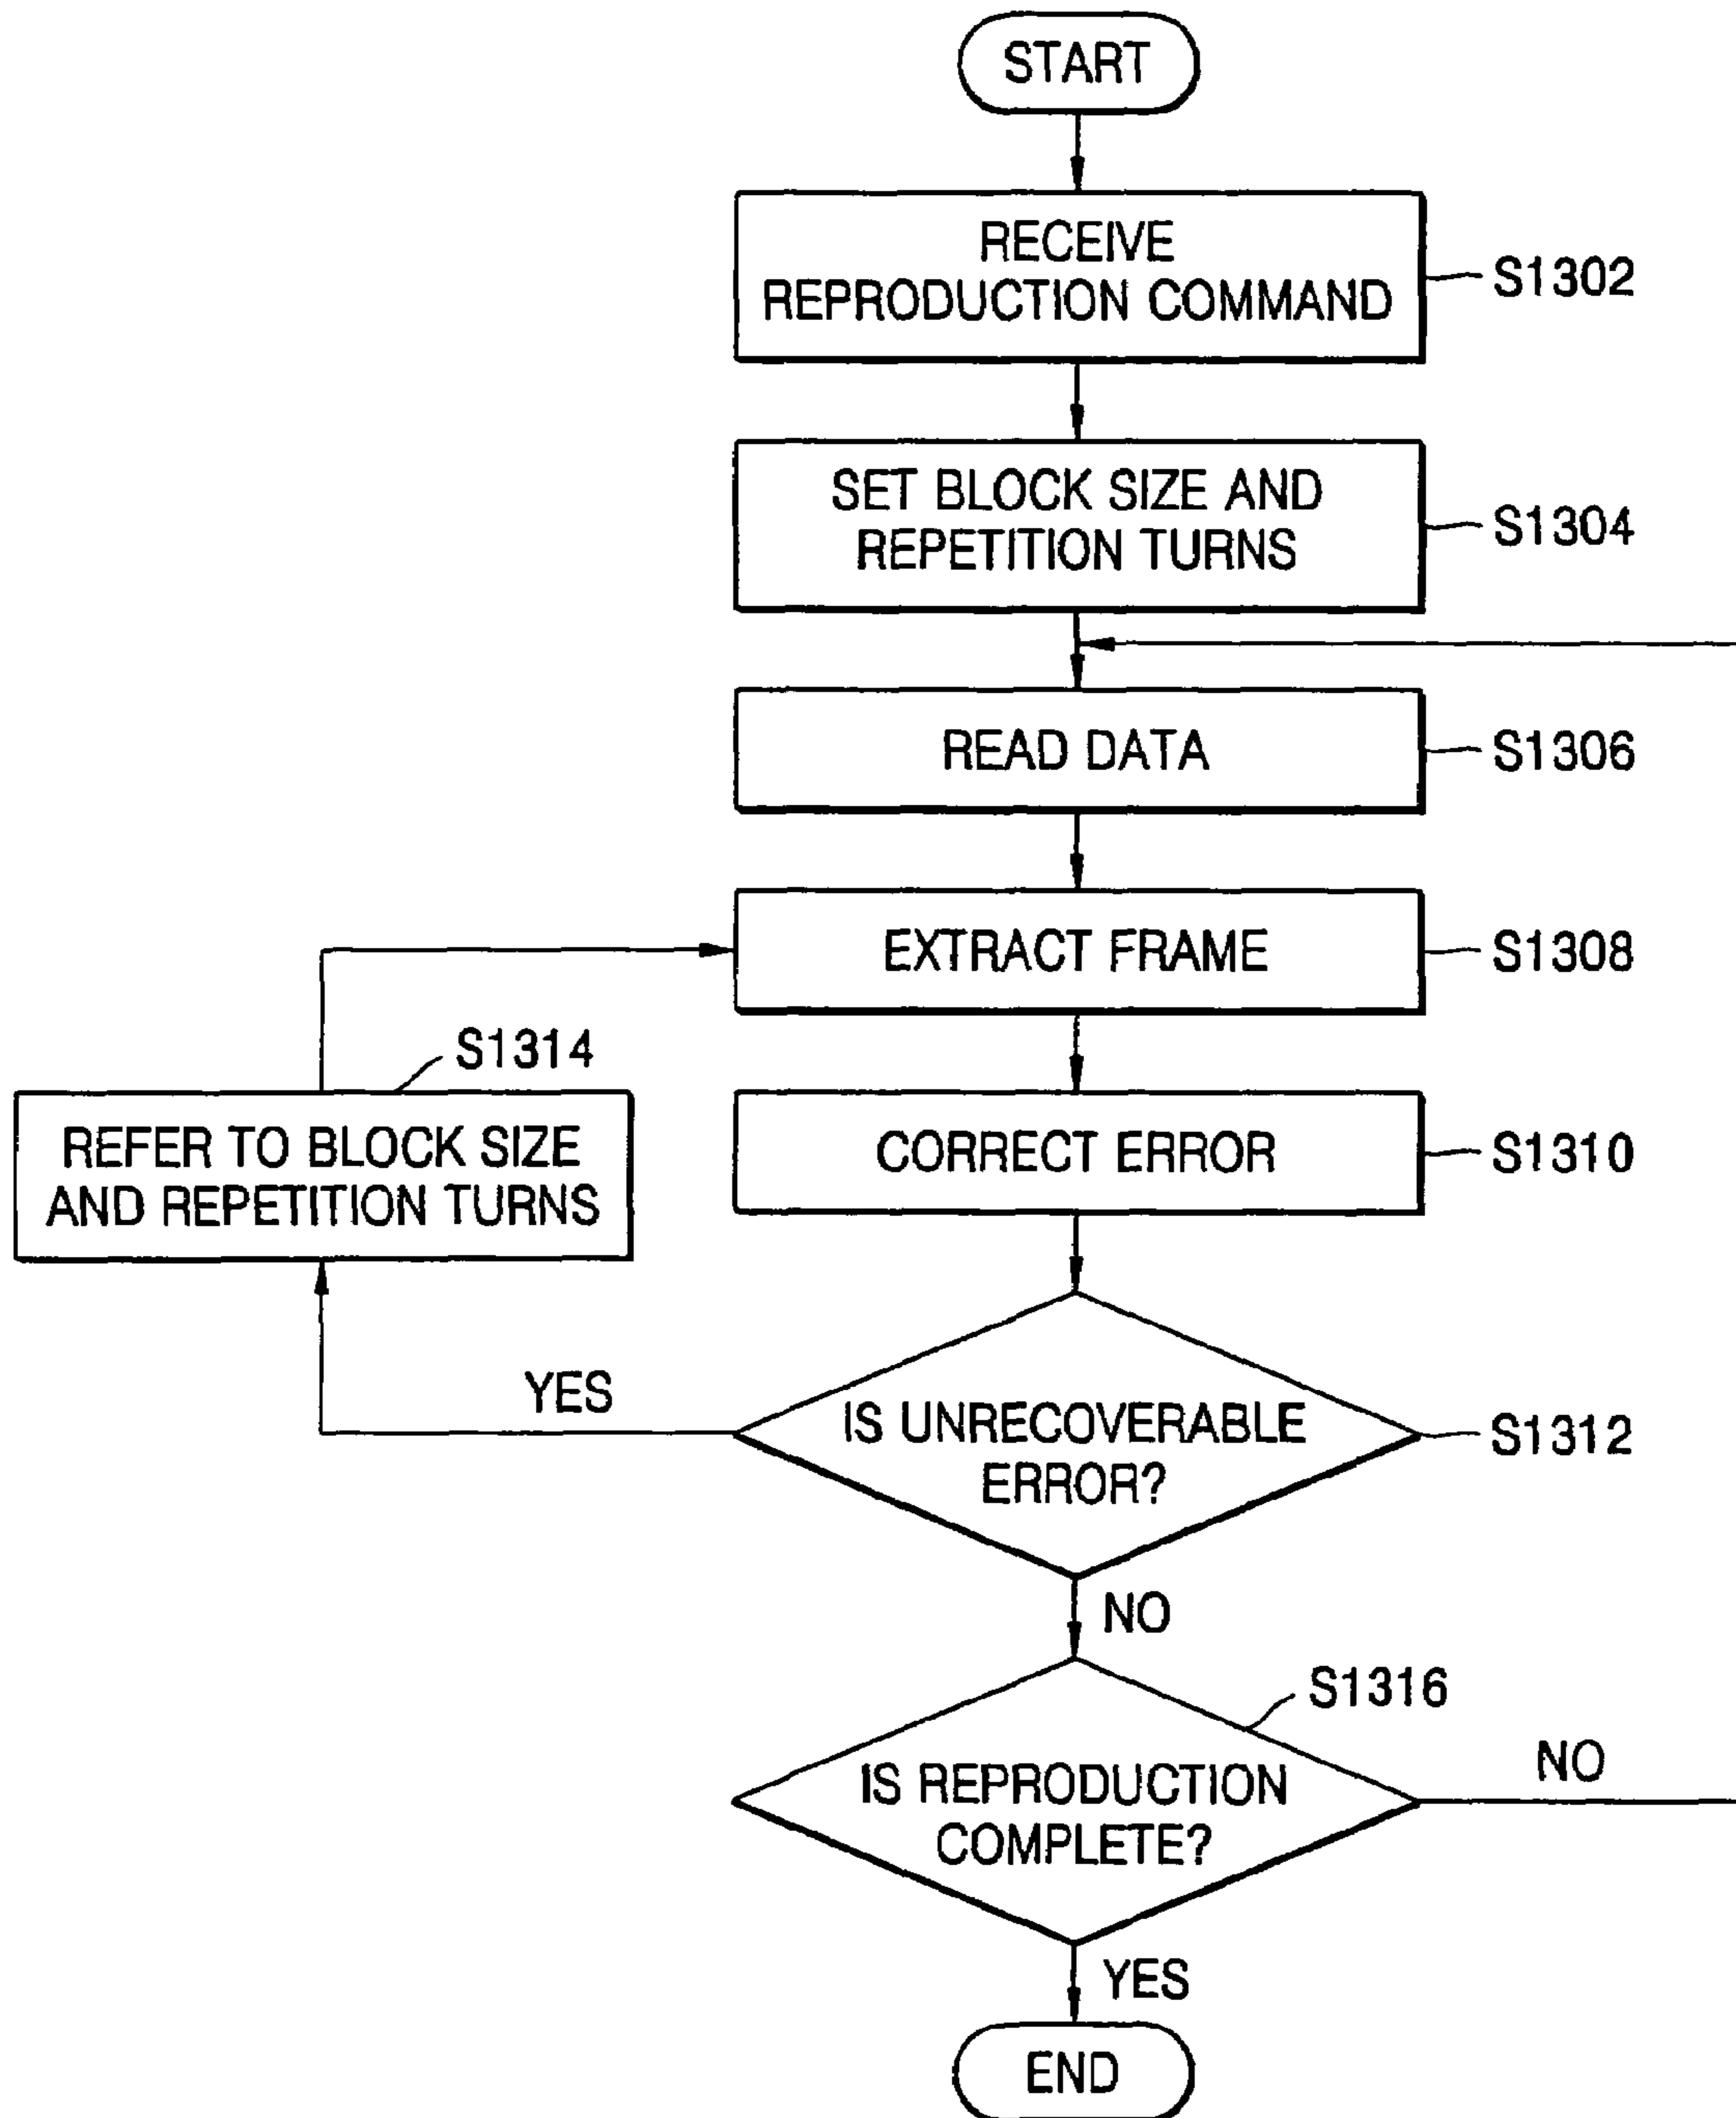 START
RECEIVE
REPRODUCTION COMMAND
S1302
SET BLOCK SIZE AND
REPETITION TURNS
S1304
READ DATA
S1306
EXTRACT FRAME
S1308
S1314
REFER TO BLOCK SIZE
AND REPETITION TURNS
CORRECT ERROR
S1310
YES
IS UNRECOVERABLE
ERROR?
S1312
NO
S1316
IS REPRODUCTION
COMPLETE?
NO
YES
END